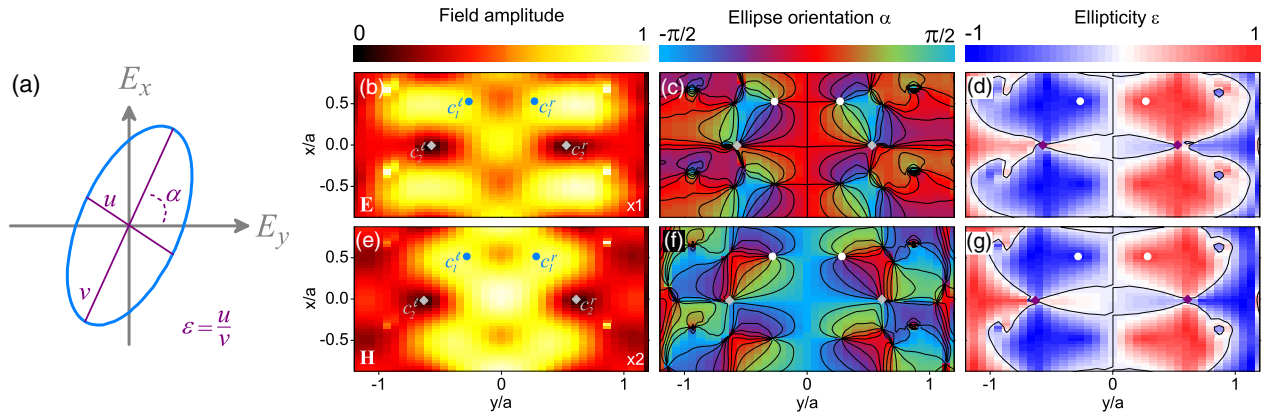 Field amplitude
Ellipse orientation α
Ellipticity ε
0
1
-π/2
π/2
-1
1
(a)
E_x
E_y
u
v
α
ε = u/v
x/a
0.5
0.0
-0.5
(b)
c_1^ℓ
c_1^r
c_2^ℓ
c_2^r
E
x1
(c)
(d)
x/a
0.5
0.0
-0.5
(e)
c_1^ℓ
c_1^r
c_2^ℓ
c_2^r
H
x2
(f)
(g)
-1
0
1
y/a
-1
0
1
y/a
-1
0
1
y/a